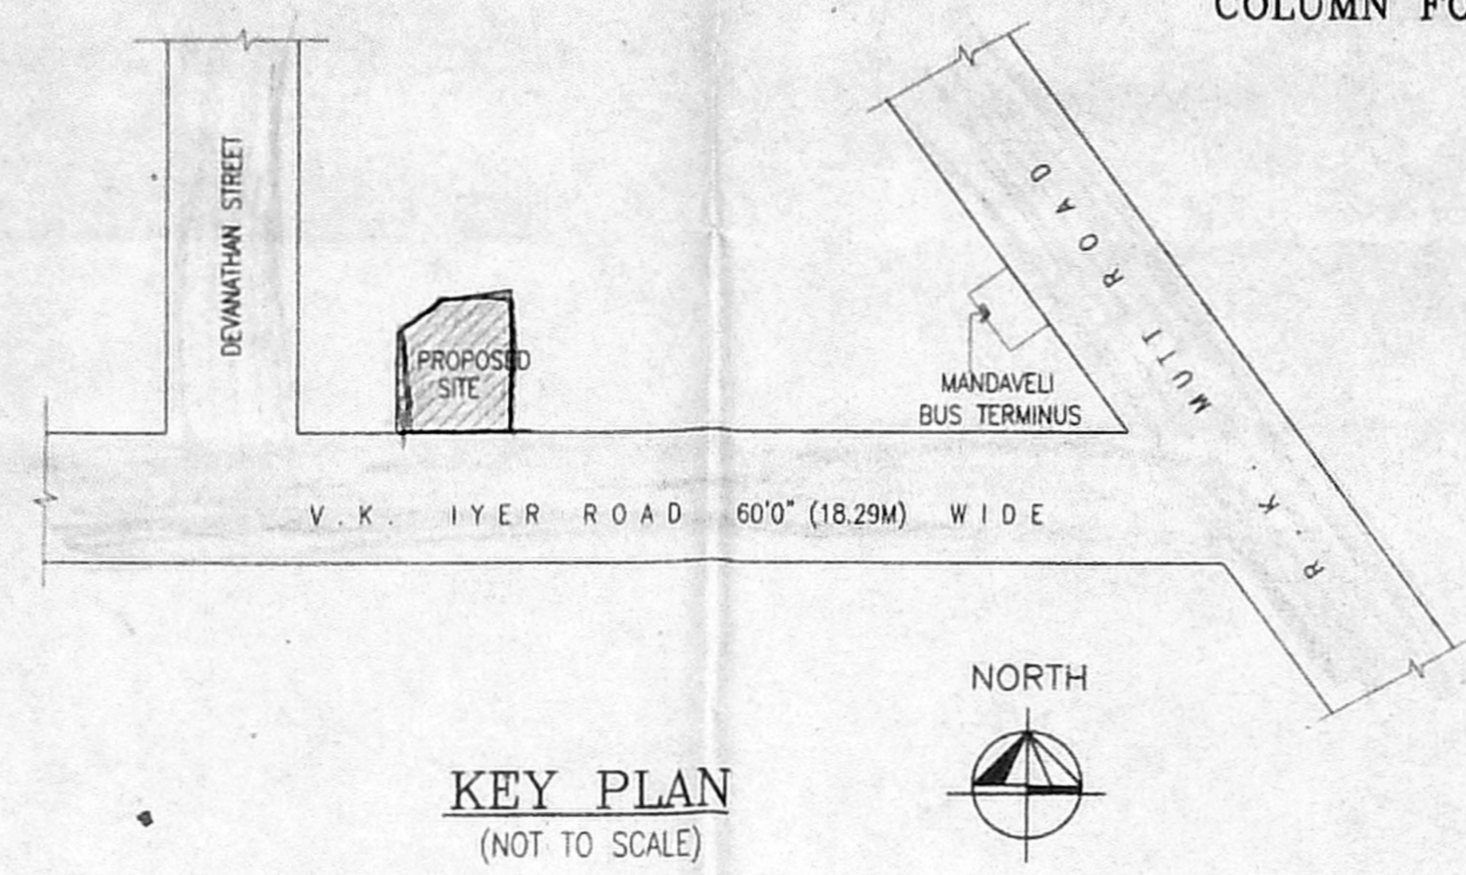 COLUMN FO
DEVANATHAN STREET
R.K. MUTT ROAD
PROPOSED
SITE
MANDAVELI
BUS TERMINUS
V.K. IYER ROAD 60'0" (18.29M) WIDE
NORTH
KEY PLAN
(NOT TO SCALE)